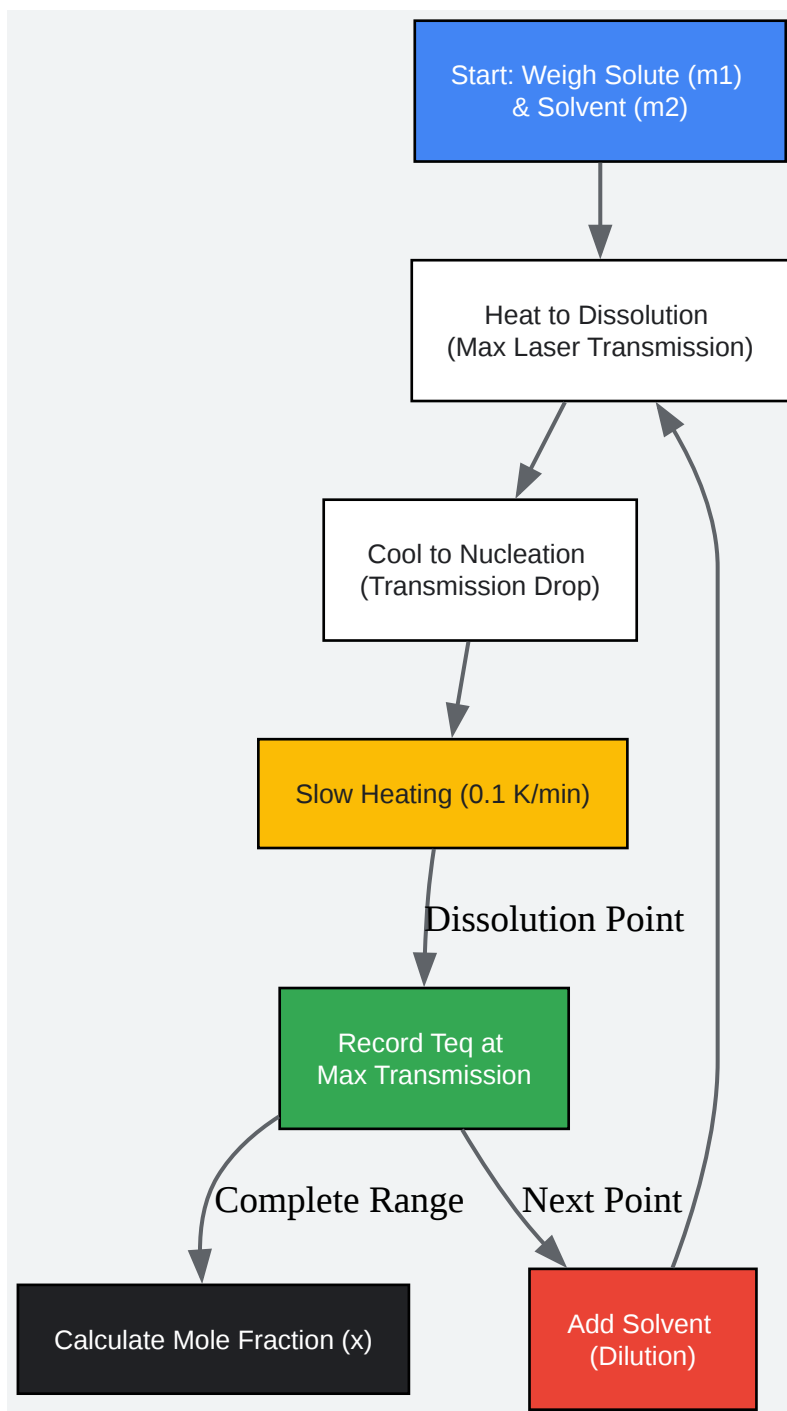 Start: Weigh Solute (m1)
& Solvent (m2)
Heat to Dissolution
(Max Laser Transmission)
Cool to Nucleation
(Transmission Drop)
Slow Heating (0.1 K/min)
Dissolution Point
Record Teq at
Max Transmission
Complete Range
Next Point
Calculate Mole Fraction (x)
Add Solvent
(Dilution)